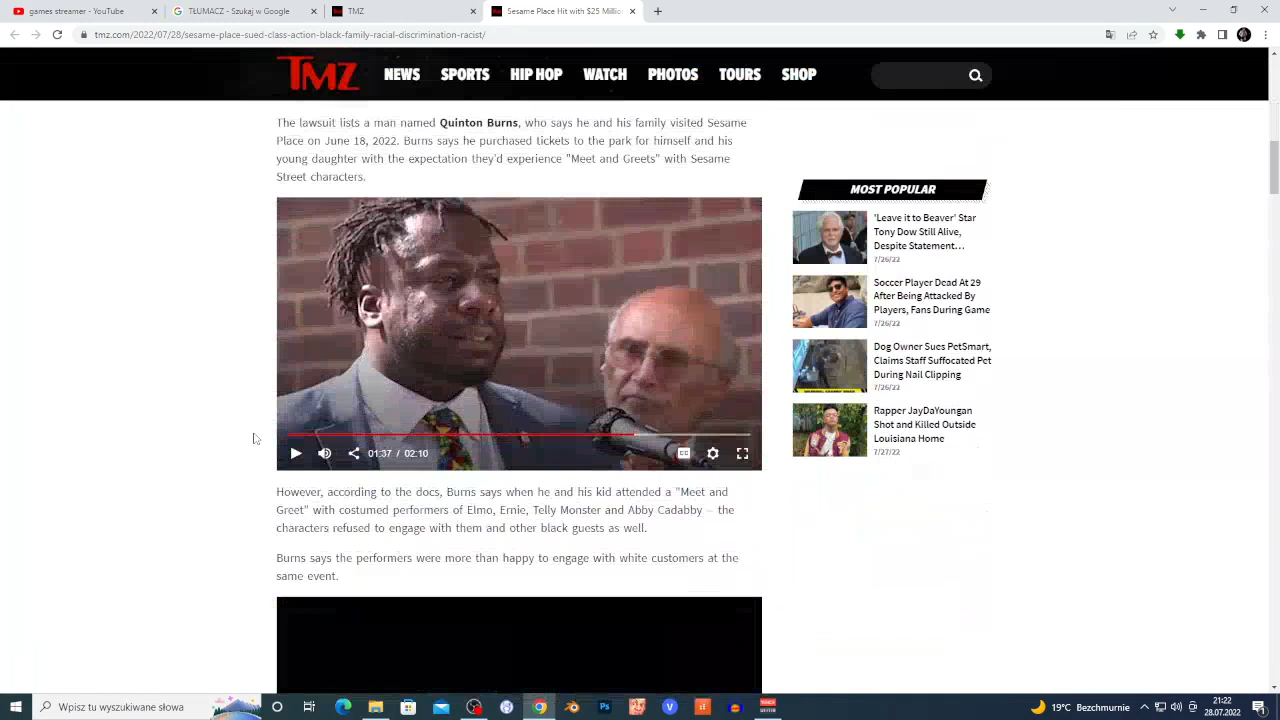 games streamer - YouTube
TŁUMACZ - Szukaj w Google
TMZ
Sesame Place Hit with $25 Millio
tmz.com/2022/07/28/sesame-place-sued-class-action-black-family-racial-discrimination-racist/
TMZ NEWS SPORTS HIP HOP WATCH PHOTOS TOURS SHOP
The lawsuit lists a man named Quinton Burns, who says he and his family visited Sesame
Place on June 18, 2022. Burns says he purchased tickets to the park for himself and his
young daughter with the expectation they'd experience "Meet and Greets" with Sesame
Street characters.
01:37 / 02:10
CC
However, according to the docs, Burns says when he and his kid attended a "Meet and
Greet" with costumed performers of Elmo, Ernie, Telly Monster and Abby Cadabby – the
characters refused to engage with them and other black guests as well.
Burns says the performers were more than happy to engage with white customers at the
same event.
MOST POPULAR
'Leave it to Beaver' Star
Tony Dow Still Alive,
Despite Statement...
7/26/22
Soccer Player Dead At 29
After Being Attacked By
Players, Fans During Game
7/26/22
Dog Owner Sues PetSmart,
Claims Staff Suffocated Pet
During Nail Clipping
7/26/22
Rapper JayDaYoungan
Shot and Killed Outside
Louisiana Home
7/27/22
Wpisz tu wyszukiwane słowa
Ps
19°C Bezchmurnie
21:22
28.07.2022
1